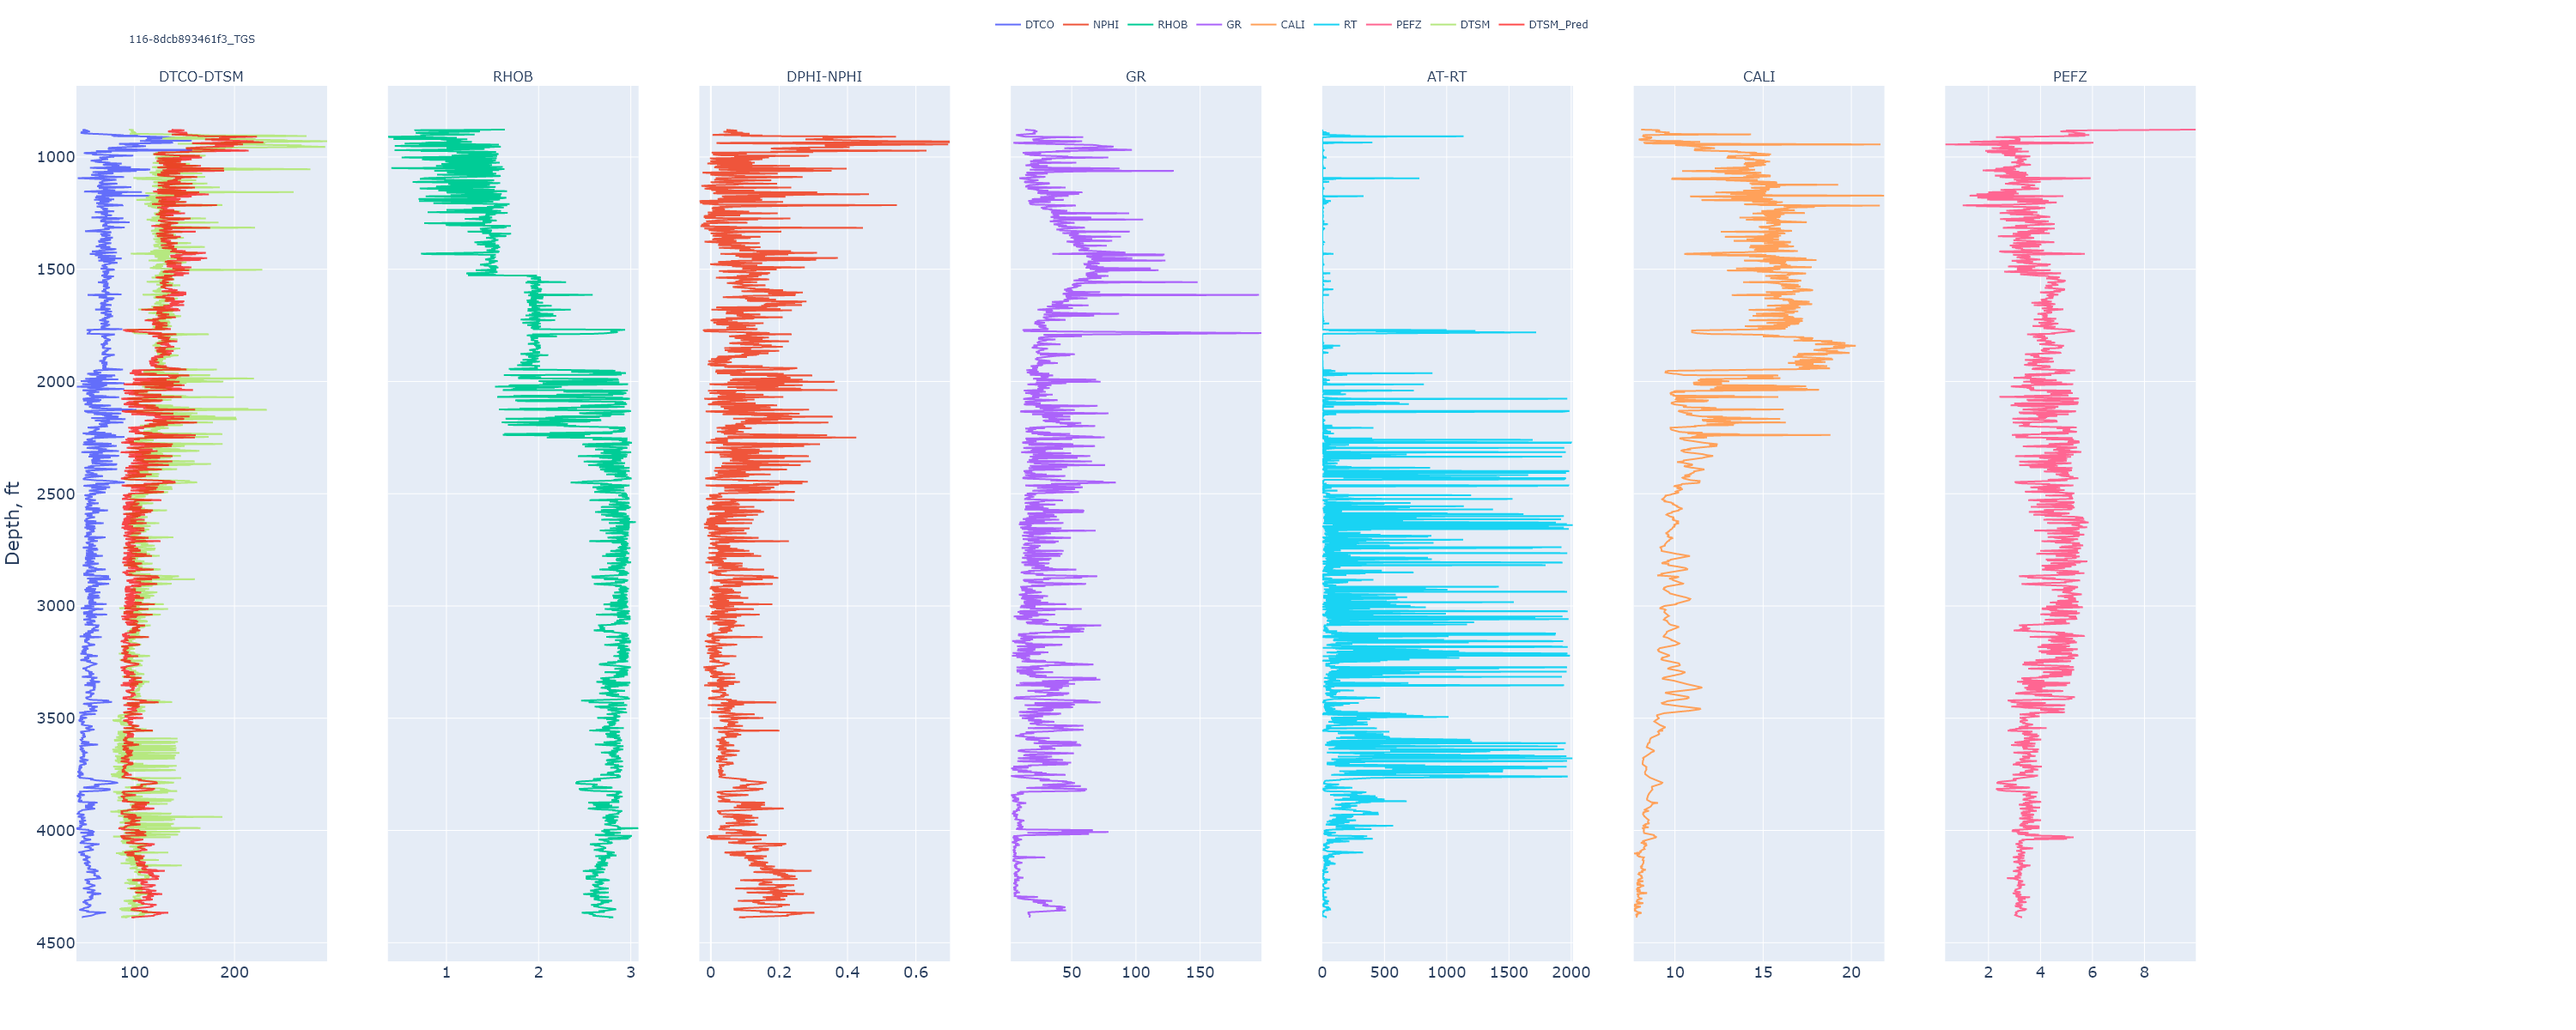 DTCO NPHI RHOB GR CALI RT PEFZ DTSM DTSM_Pred
116-8dcb893461f3_TGS
DTCO-DTSM RHOB DPHI-NPHI GR AT-RT CALI PEFZ
Depth, ft
1000
1500
2000
2500
3000
3500
4000
4500
100 200 1 2 3 0 0.2 0.4 0.6 50 100 150 0 500 1000 1500 2000 10 15 20 2 4 6 8